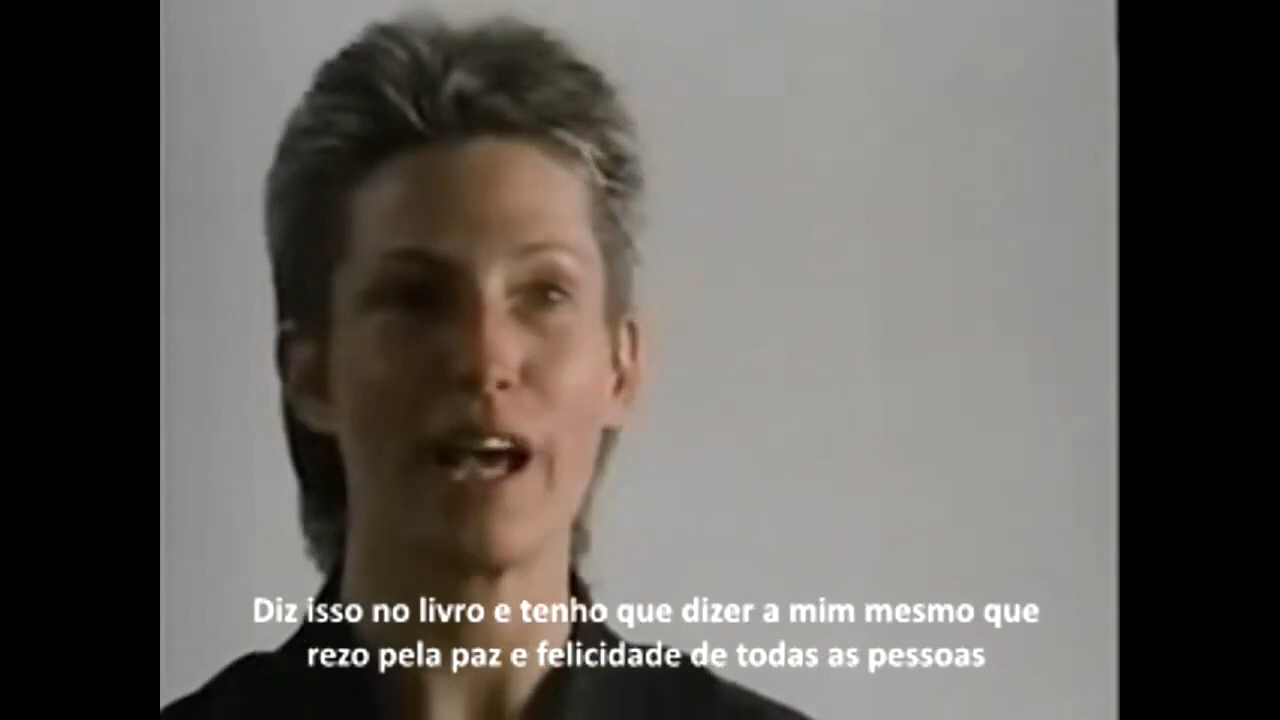 Diz isso no livro e tenho que dizer a mim mesmo que
rezo pela paz e felicidade de todas as pessoas